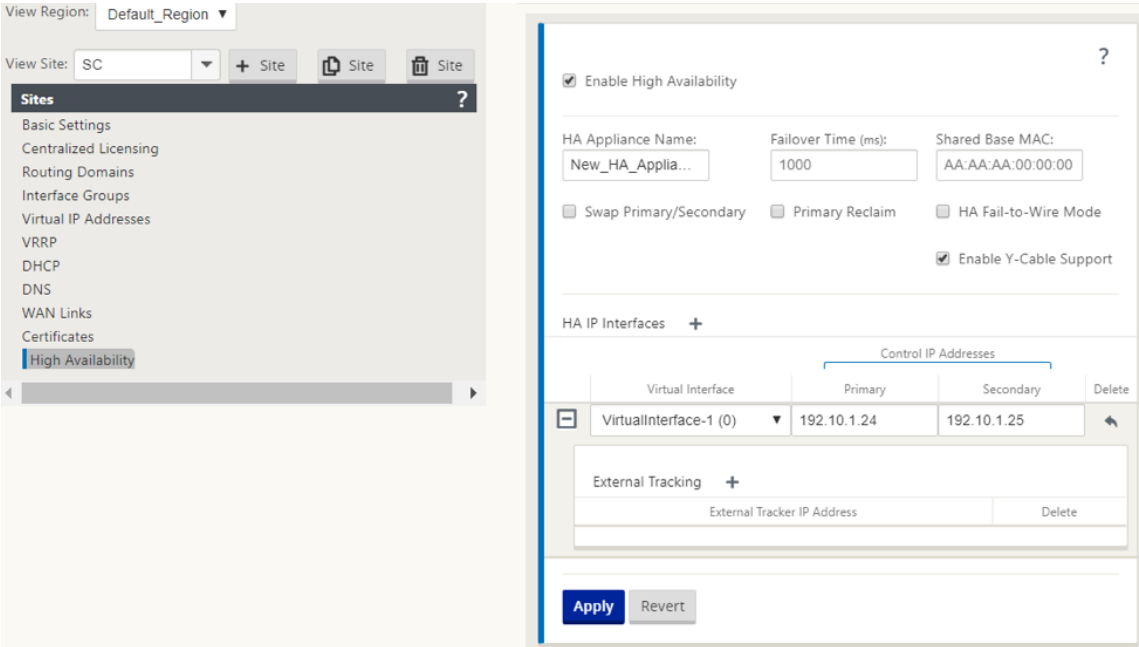 View Region: Default_Region ▼
View Site: SC + Site Site Site
Sites ?
Basic Settings
Centralized Licensing
Routing Domains
Interface Groups
Virtual IP Addresses
VRRP
DHCP
DNS
WAN Links
Certificates
High Availability
?
Enable High Availability
HA Appliance Name: Failover Time (ms): Shared Base MAC:
New_HA_Applia... 1000 AA:AA:AA:00:00:00
Swap Primary/Secondary Primary Reclaim HA Fail-to-Wire Mode
Enable Y-Cable Support
HA IP Interfaces +
Control IP Addresses
Virtual Interface Primary Secondary Delete
VirtualInterface-1 (0) ▼ 192.10.1.24 192.10.1.25
External Tracking +
External Tracker IP Address Delete
Apply Revert